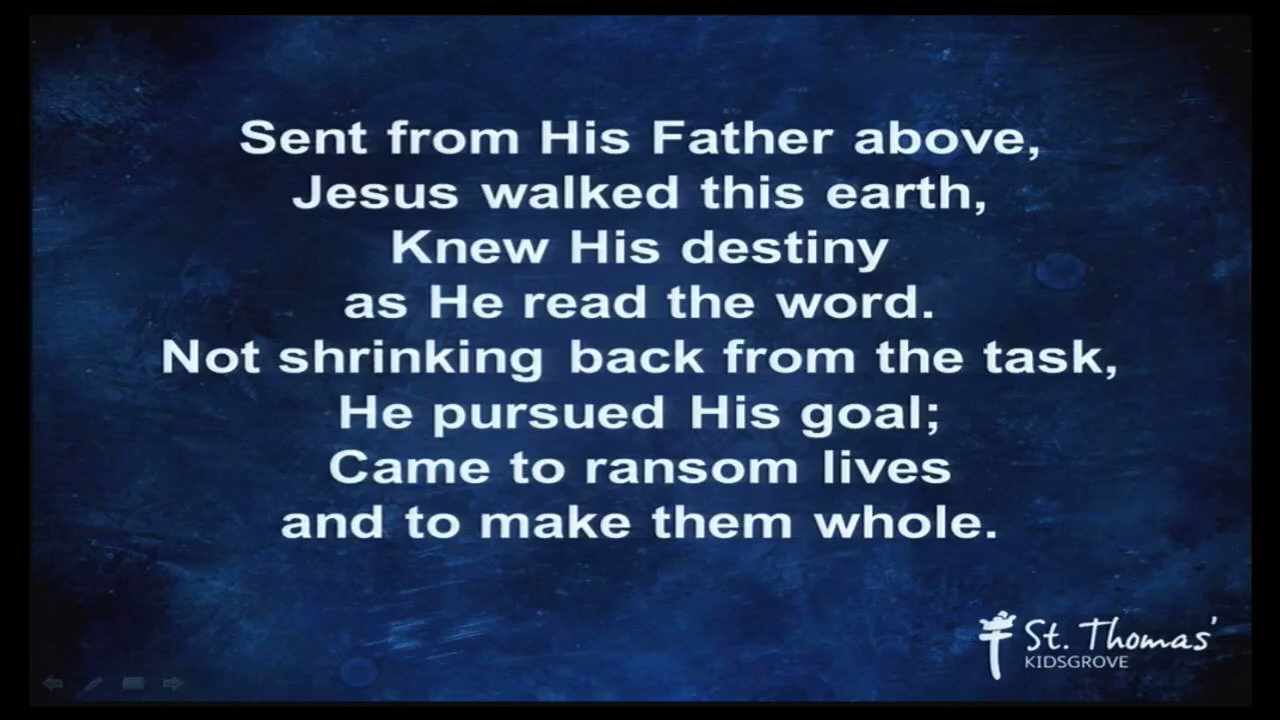 Sent from His Father above,
Jesus walked this earth,
Knew His destiny
as He read the word.
Not shrinking back from the task,
He pursued His goal;
Came to ransom lives
and to make them whole.
St. Thomas'
KIDSGROVE